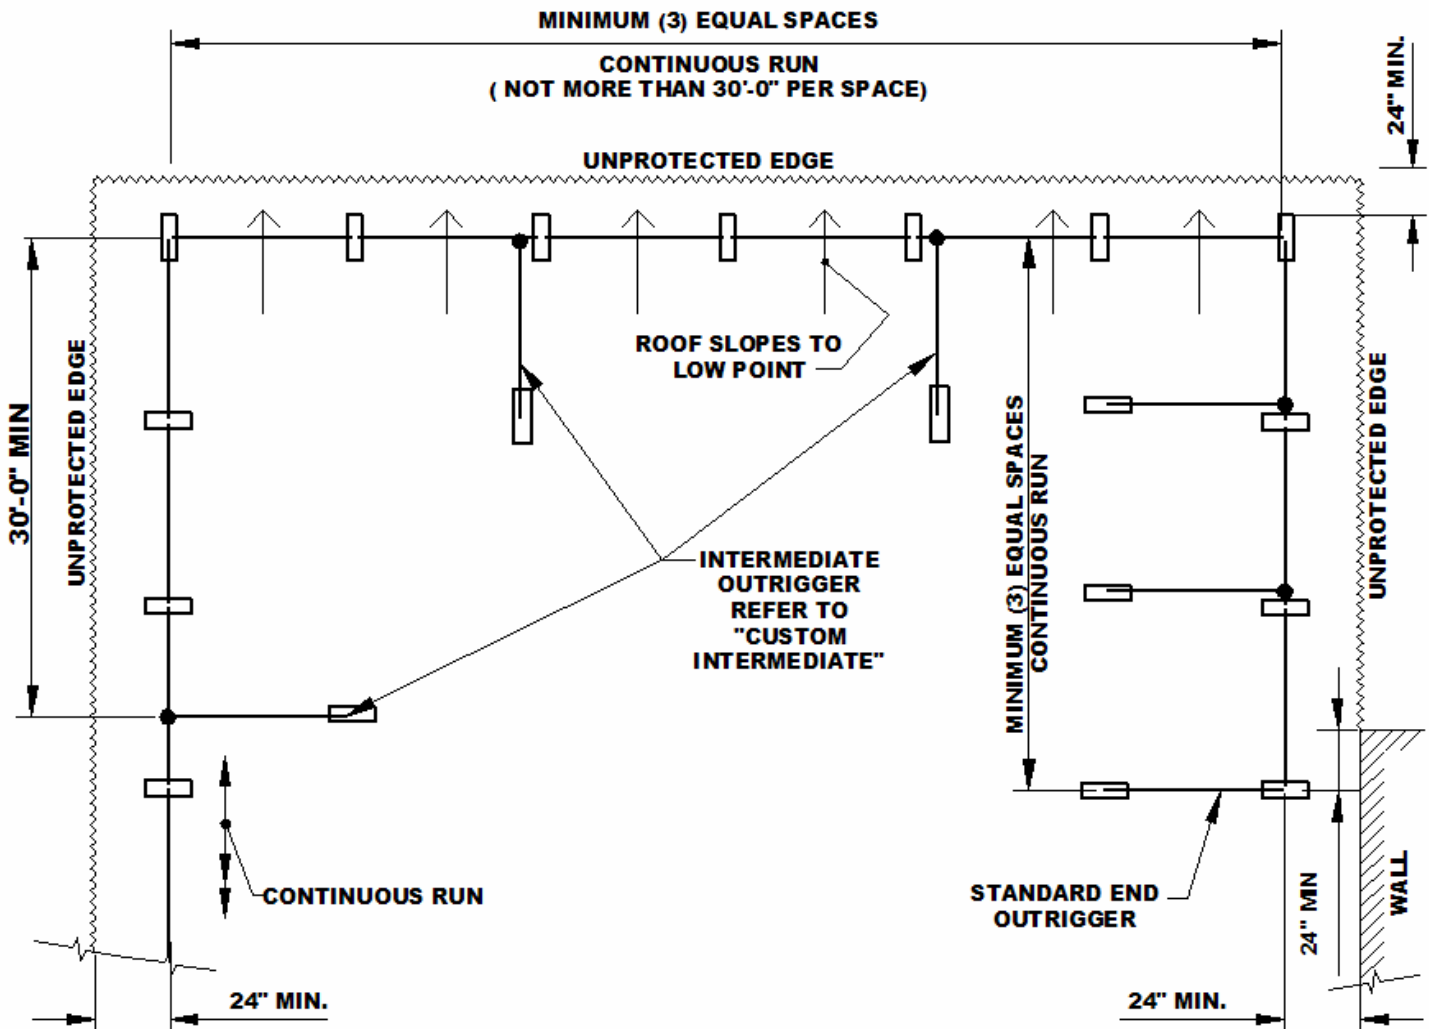 MINIMUM (3) EQUAL SPACES
CONTINUOUS RUN
( NOT MORE THAN 30'-0" PER SPACE)
24" MIN.
UNPROTECTED EDGE
UNPROTECTED EDGE
30'-0" MIN
ROOF SLOPES TO
LOW POINT
MINIMUM (3) EQUAL SPACES
CONTINUOUS RUN
UNPROTECTED EDGE
INTERMEDIATE
OUTRIGGER
REFER TO
"CUSTOM
INTERMEDIATE"
CONTINUOUS RUN
STANDARD END
OUTRIGGER
24" MIN
WALL
24" MIN.
24" MIN.